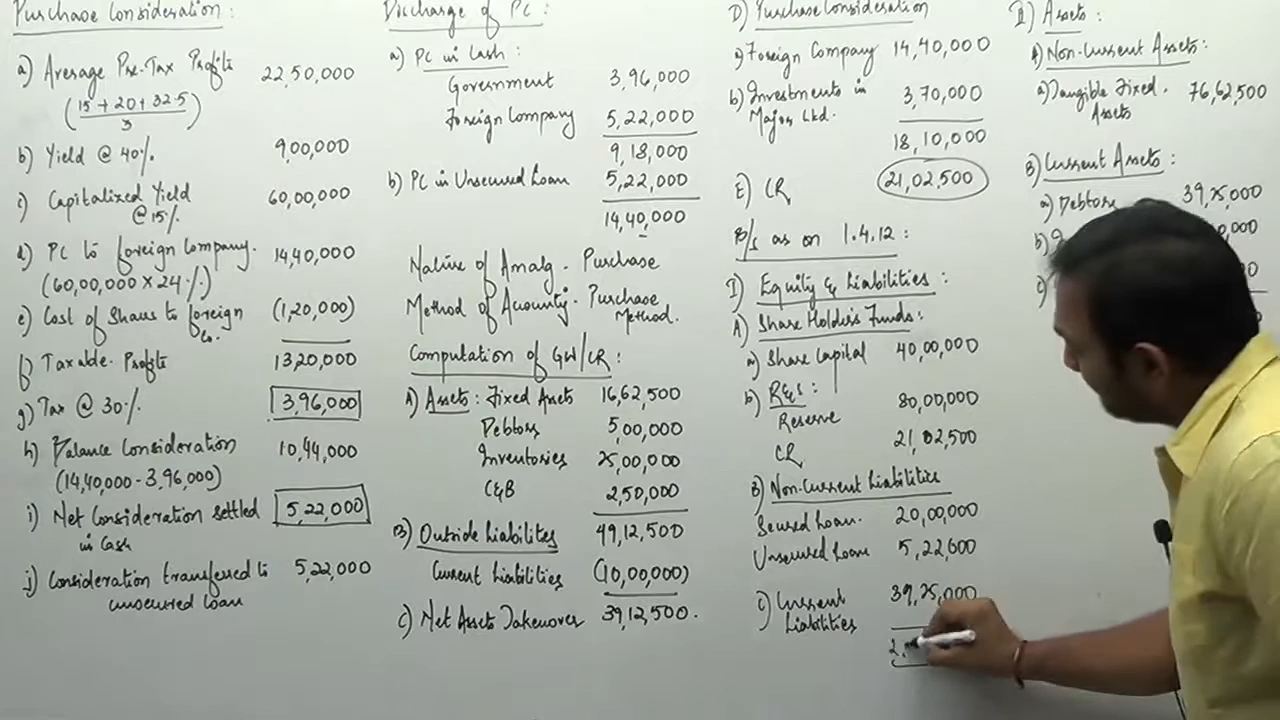 Purchase Consideration:
a) Average Pre-Tax Profits 22,50,000
(15 + 20 + 32.5 / 3)
b) Yield @ 40% 9,00,000
c) Capitalized Yield 60,00,000
@ 15%
d) PC to foreign Company. 14,40,000
(60,00,000 × 24%)
e) Cost of Shares to foreign (1,20,000)
Co.
f) Taxable Profits 1320,000
g) Tax @ 30% 3,96,000
h) Balance Consideration 10,44,000
(14,40,000 - 3,96,000)
i) Net Consideration settled 5,22,000
in Cash
j) Consideration transferred to 5,22,000
unsecured loan
Discharge of PC:
a) PC in Cash:
Government 3,96,000
Foreign Company 5,22,000
9,18,000
b) PC in Unsecured Loan 5,22,000
14,40,000
Nature of Amalg. Purchase
Method of Accounting. Purchase
Method.
Computation of GW/CR:
A) Assets: Fixed Assets 16,62,500
Debtors 5,00,000
Inventories 25,00,000
C&B 2,50,000
B) Outside Liabilites 49,12,500
Current Liabilities (10,00,000)
C) Net Assets Takenover 39,12,500.
D) Purchase Consideration
a) Foreign Company 14,40,000
b) Investments in 3,70,000
Major Ltd.
18,10,000
E) CR 21,02,500
B/S as on 1.4.12:
I) Equity & Liabilities:
A) Share Holders Funds:
a) Share Capital 40,00,000
b) R&S:
Reserve 80,00,000
CR 21,02,500
B) Non-Current Liabilities
Secured Loan. 20,00,000
Unsecured Loan 5,22,000
C) Current 39,25,000
Liabilities
2,
II) Assets:
A) Non-Current Assets:
a) Tangible Fixed. 76,62,500
Assets
B) Current Assets:
a) Debtors 39,25,000
b)
c)